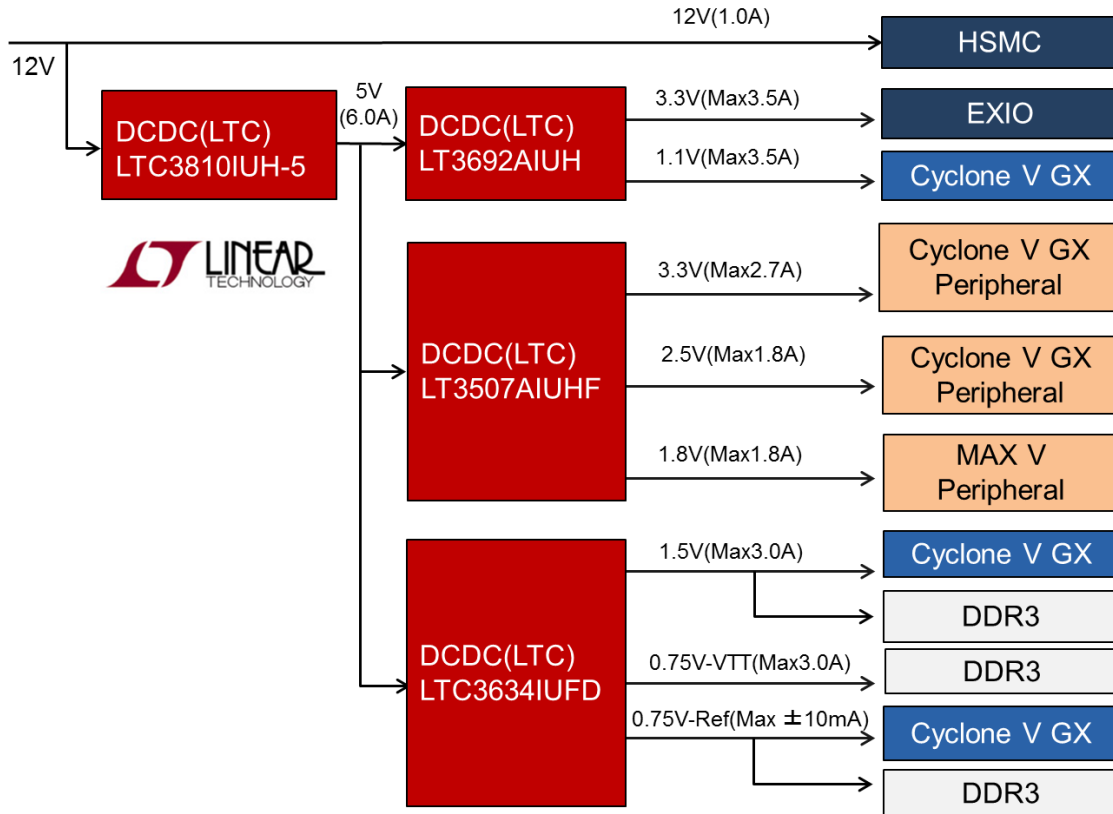 12V(1.0A)
HSMC
12V
5V
(6.0A)
DCDC(LTC)
LTC3810IUH-5
DCDC(LTC)
LT3692AIUH
3.3V(Max3.5A)
EXIO
1.1V(Max3.5A)
Cyclone V GX
LINEAR
TECHNOLOGY
DCDC(LTC)
LT3507AIUHF
3.3V(Max2.7A)
Cyclone V GX
Peripheral
2.5V(Max1.8A)
Cyclone V GX
Peripheral
1.8V(Max1.8A)
MAX V
Peripheral
DCDC(LTC)
LTC3634IUFD
1.5V(Max3.0A)
Cyclone V GX
DDR3
0.75V-VTT(Max3.0A)
DDR3
0.75V-Ref(Max ±10mA)
Cyclone V GX
DDR3